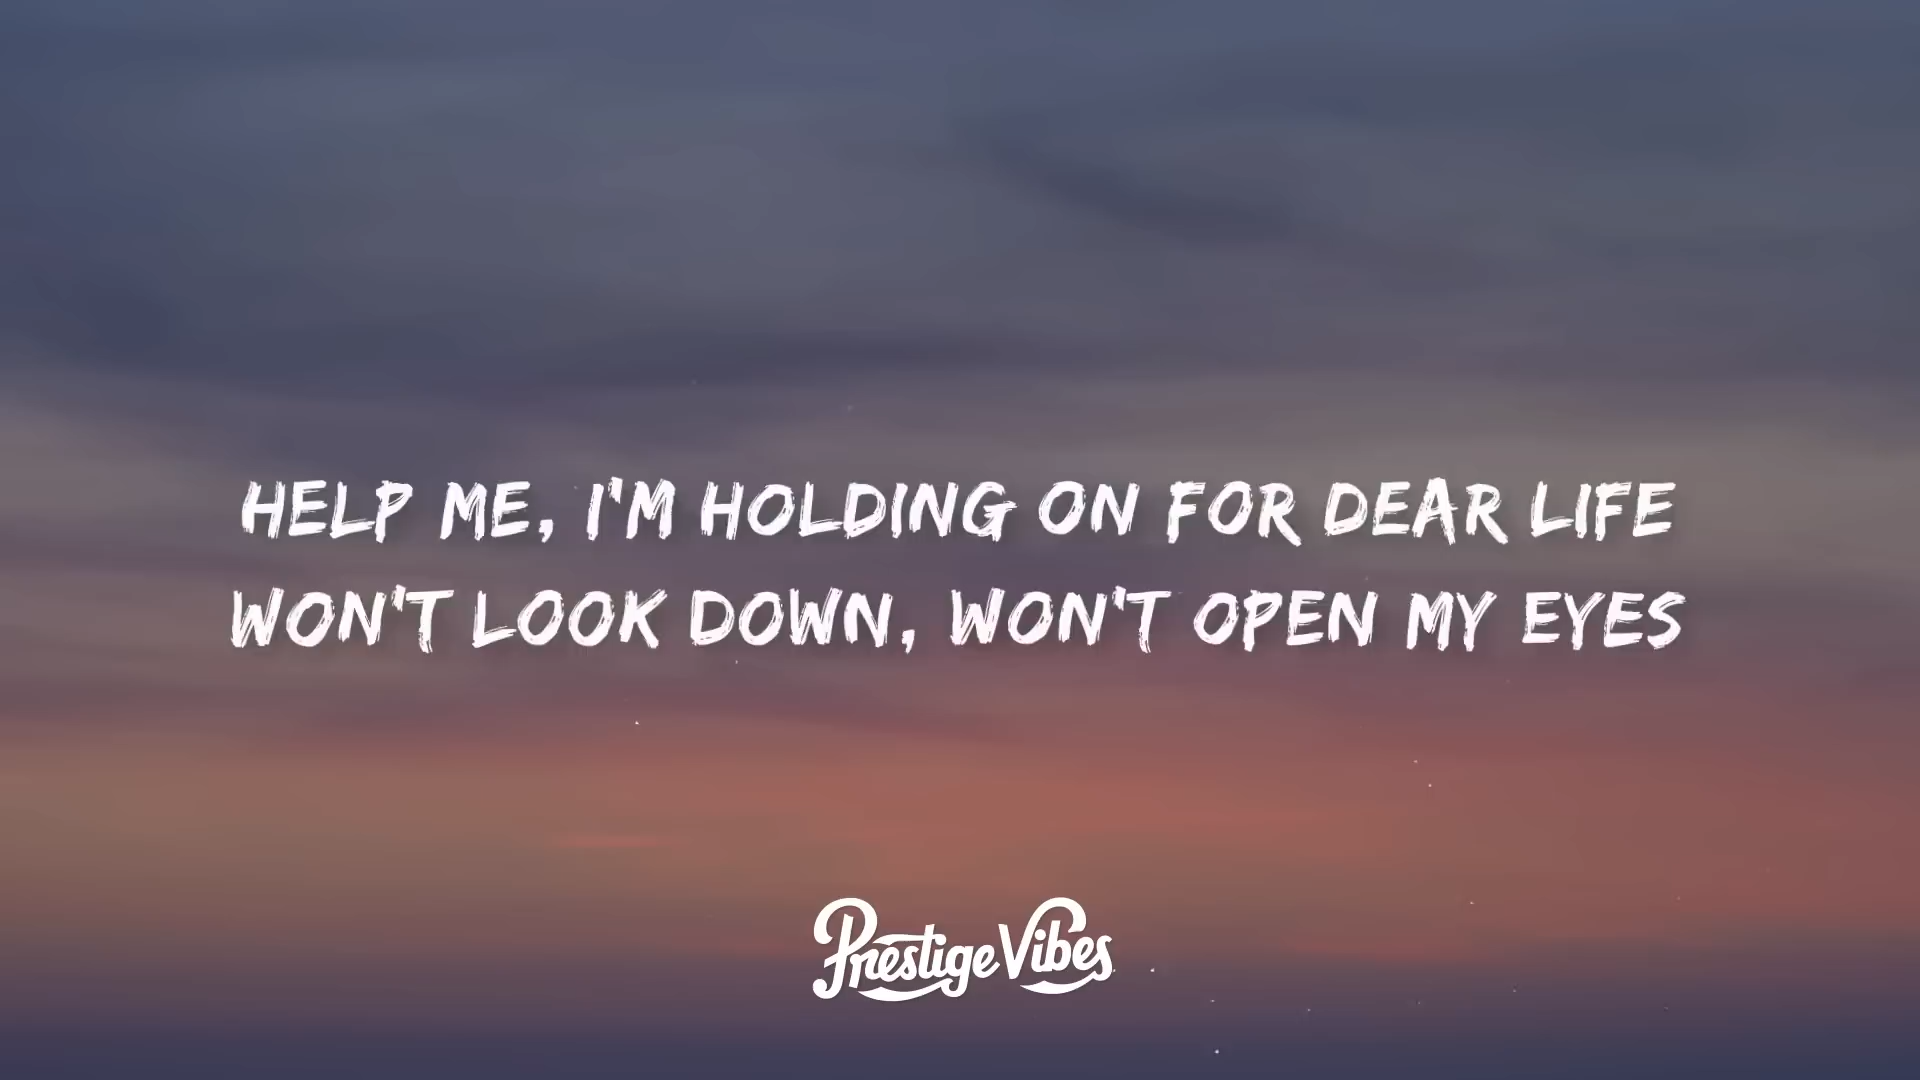 HELP ME, I'M HOLDING ON FOR DEAR LIFE
WON'T LOOK DOWN, WON'T OPEN MY EYES
Prestige Vibes